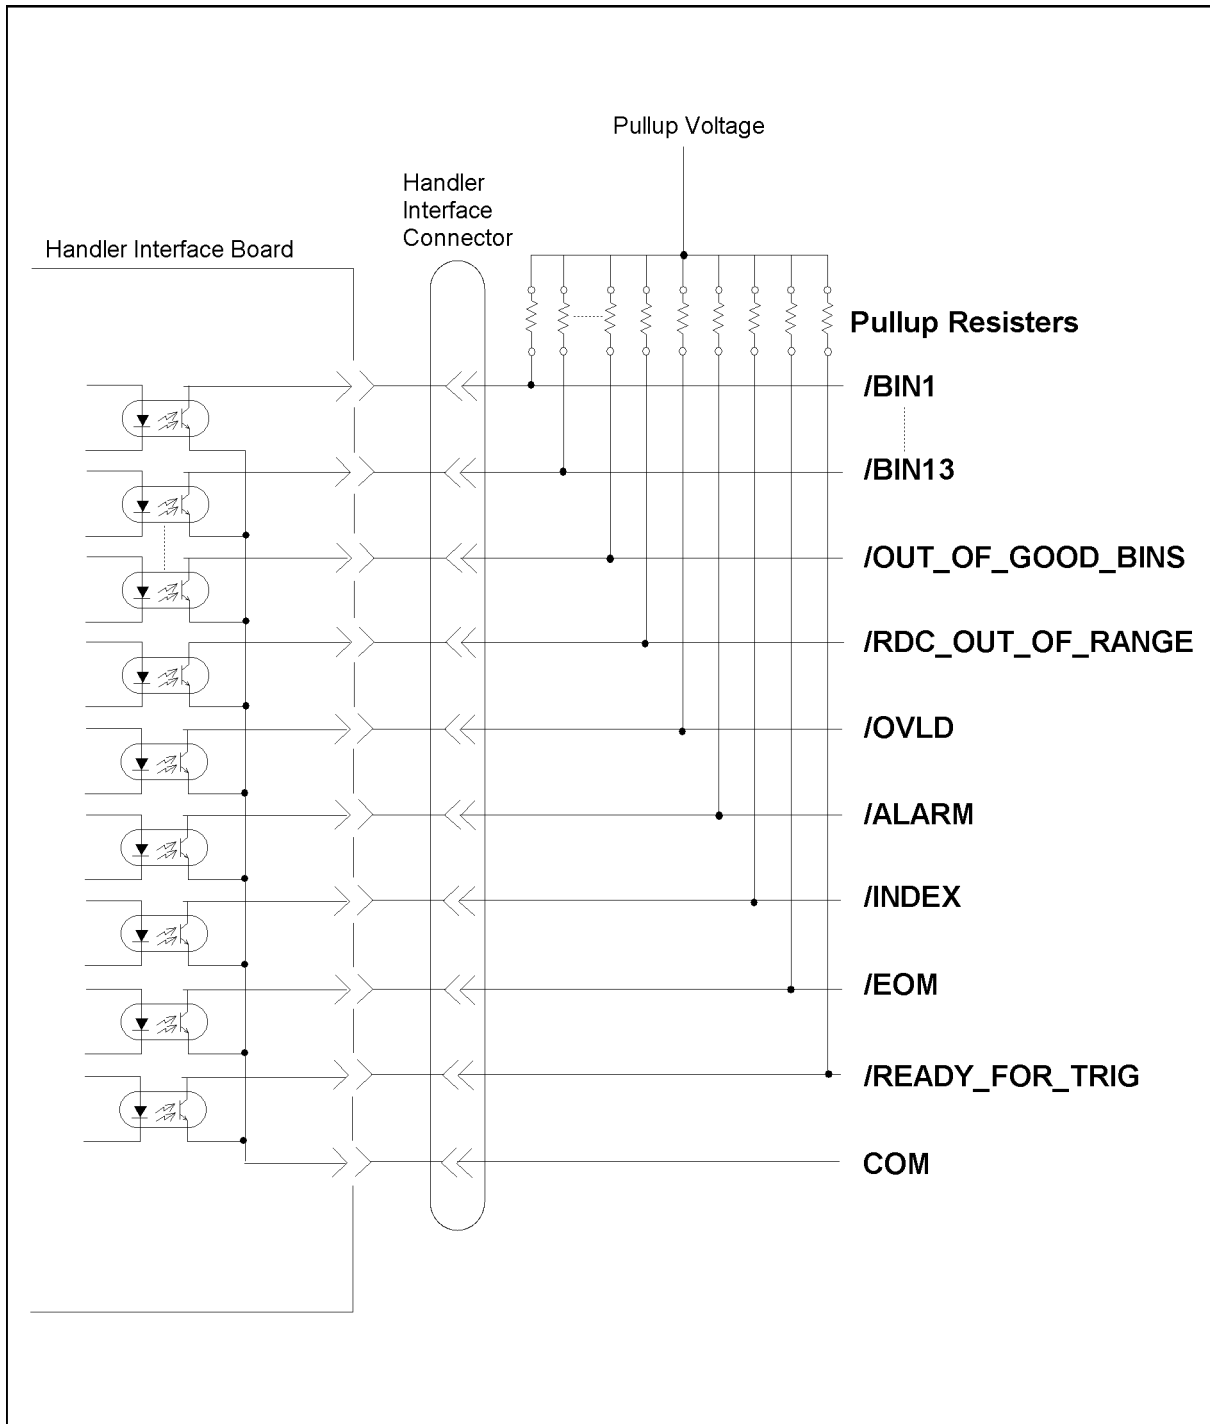 Pullup Voltage
Handler
Interface
Connector
Handler Interface Board
Pullup Resisters
/BIN1
/BIN13
/OUT_OF_GOOD_BINS
/RDC_OUT_OF_RANGE
/OVLD
/ALARM
/INDEX
/EOM
/READY_FOR_TRIG
COM